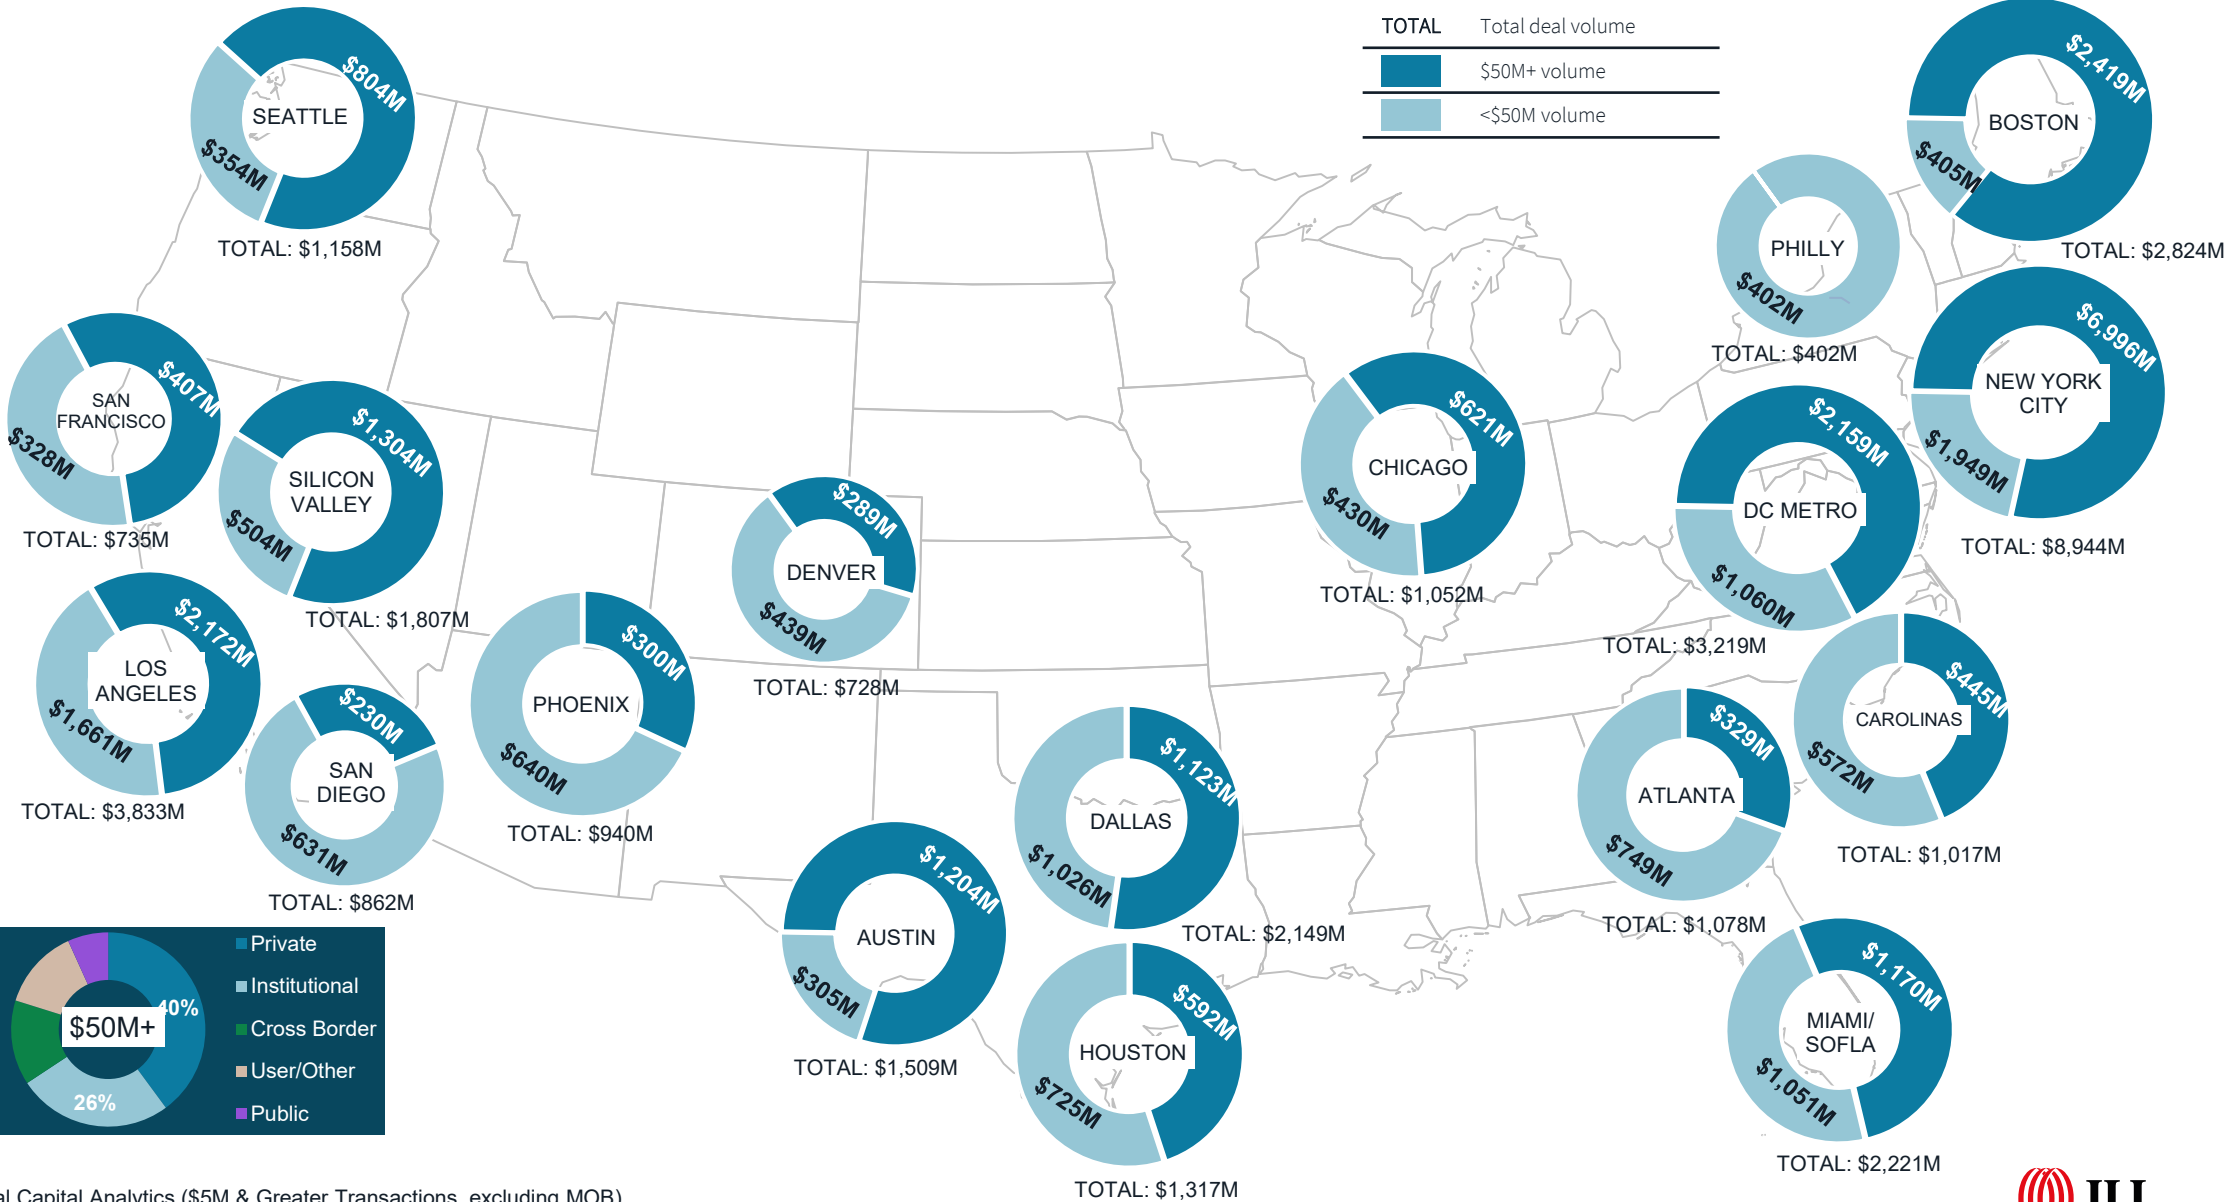 TOTAL Total deal volume
$50M+ volume
<$50M volume
$804M
SEATTLE
$354M
TOTAL: $1,158M
$2,419M
BOSTON
$405M
TOTAL: $2,824M
PHILLY
$402M
TOTAL: $402M
$6,996M
NEW YORK
CITY
$1,949M
TOTAL: $8,944M
$407M
SAN
FRANCISCO
$328M
TOTAL: $735M
$1,304M
SILICON
VALLEY
$504M
TOTAL: $1,807M
$289M
DENVER
$439M
TOTAL: $728M
$621M
CHICAGO
$430M
TOTAL: $1,052M
$2,159M
DC METRO
$1,060M
TOTAL: $3,219M
$2,172M
LOS
ANGELES
$1,661M
TOTAL: $3,833M
$230M
SAN
DIEGO
$631M
TOTAL: $862M
$300M
PHOENIX
$640M
TOTAL: $940M
$1,123M
DALLAS
$1,026M
TOTAL: $2,149M
$329M
ATLANTA
$749M
TOTAL: $1,078M
$445M
CAROLINAS
$572M
TOTAL: $1,017M
$1,204M
AUSTIN
$305M
TOTAL: $1,509M
$592M
HOUSTON
$725M
TOTAL: $1,317M
$1,170M
MIAMI/
SOFLA
$1,051M
TOTAL: $2,221M
$50M+
40%
26%
Private
Institutional
Cross Border
User/Other
Public
Capital Analytics ($5M & Greater Transactions, excluding MOB)
JLL